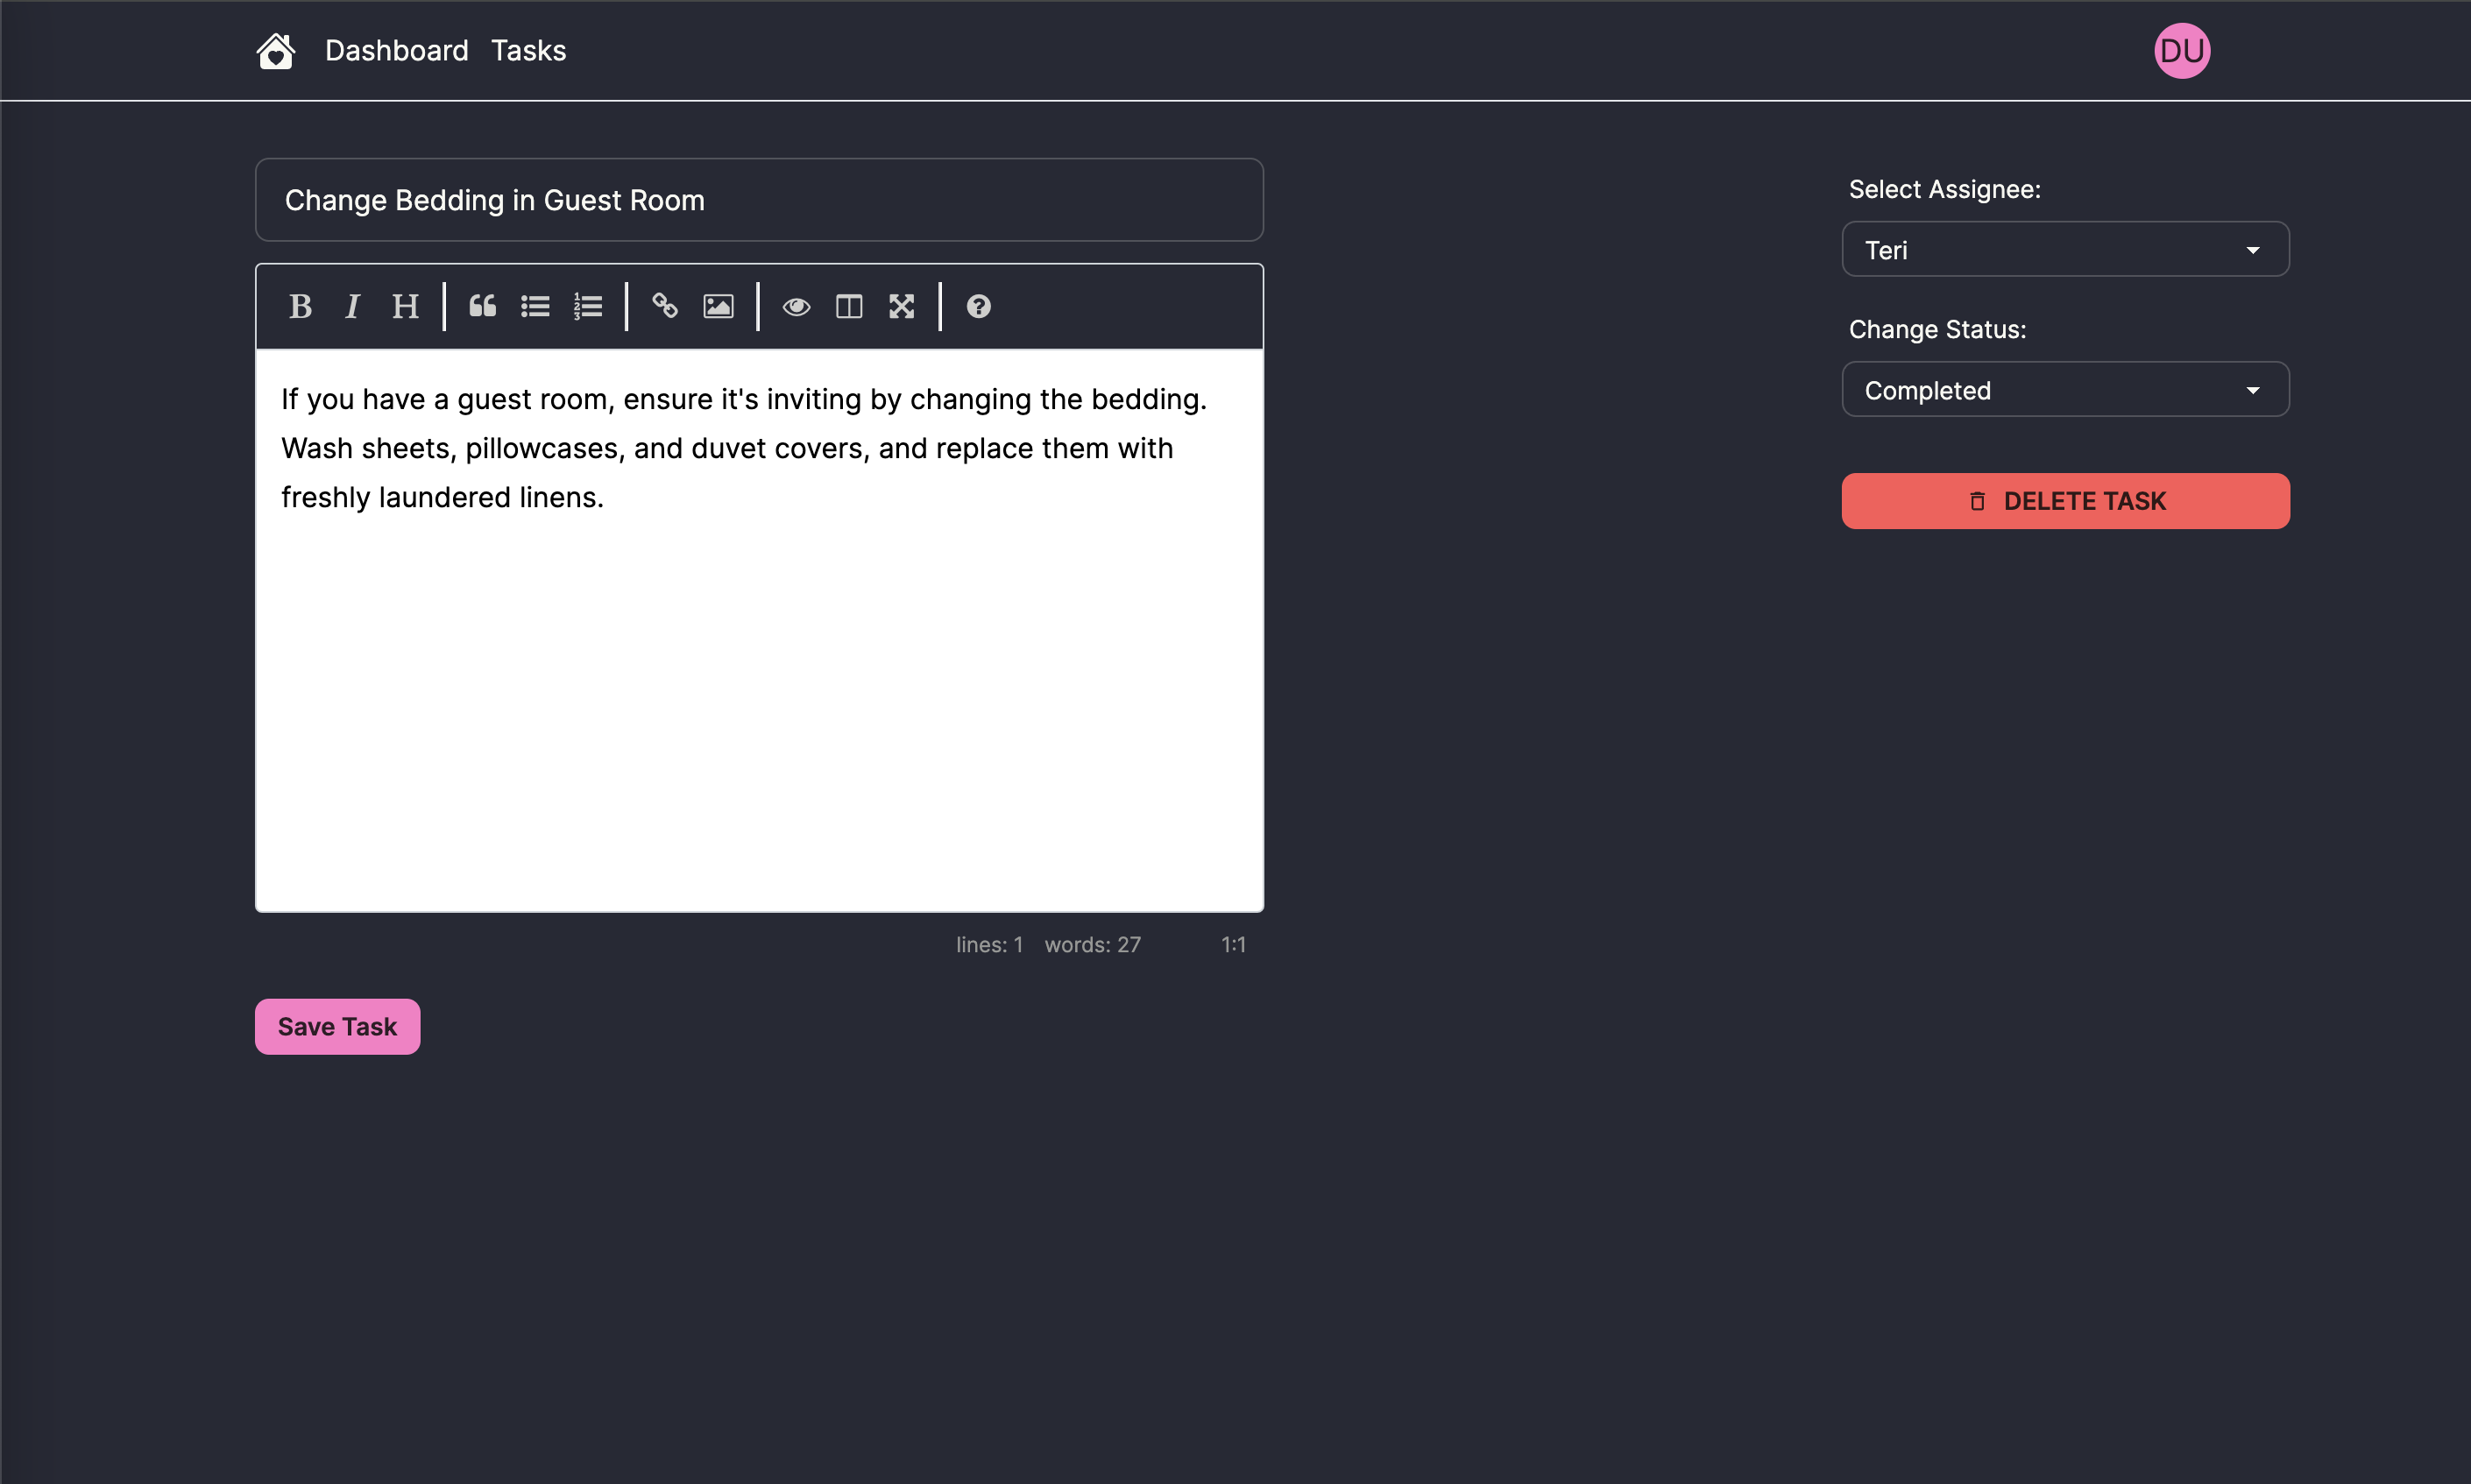 Dashboard Tasks
DU
Change Bedding in Guest Room
Select Assignee:
Teri
Change Status:
Completed
DELETE TASK
B I H
If you have a guest room, ensure it's inviting by changing the bedding.
Wash sheets, pillowcases, and duvet covers, and replace them with
freshly laundered linens.
lines: 1 words: 27 1:1
Save Task